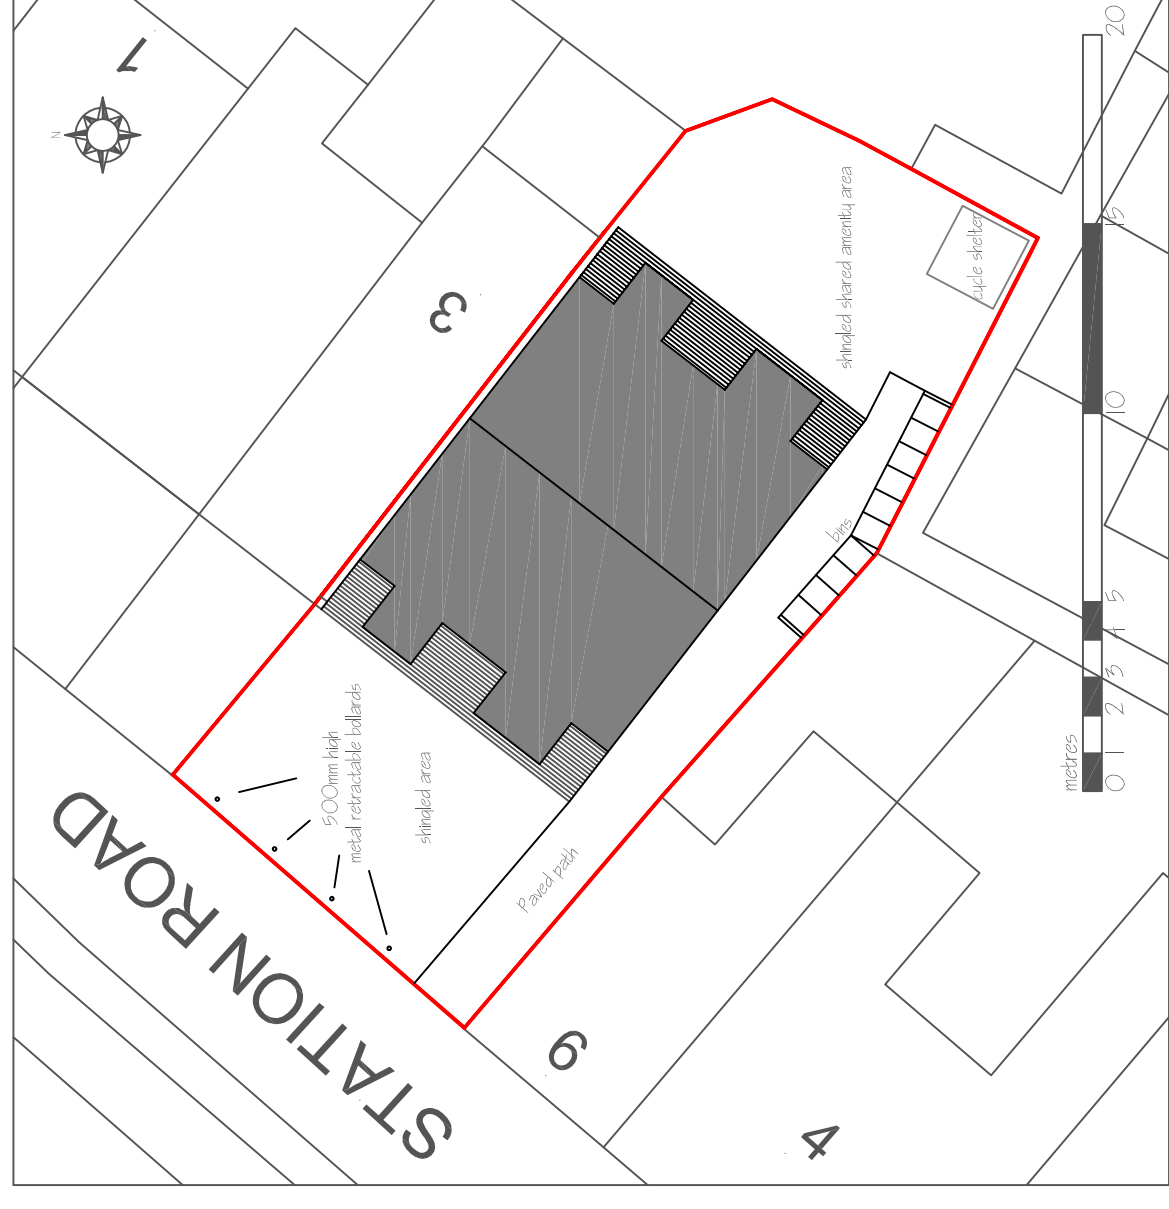 1
N
3
20
15
10
5
4
3
2
1
0
metres
shingled shared amenity area
cycle shelter
bins
500mm high
metal retractable bollards
shingled area
Paved path
STATION ROAD
6
4